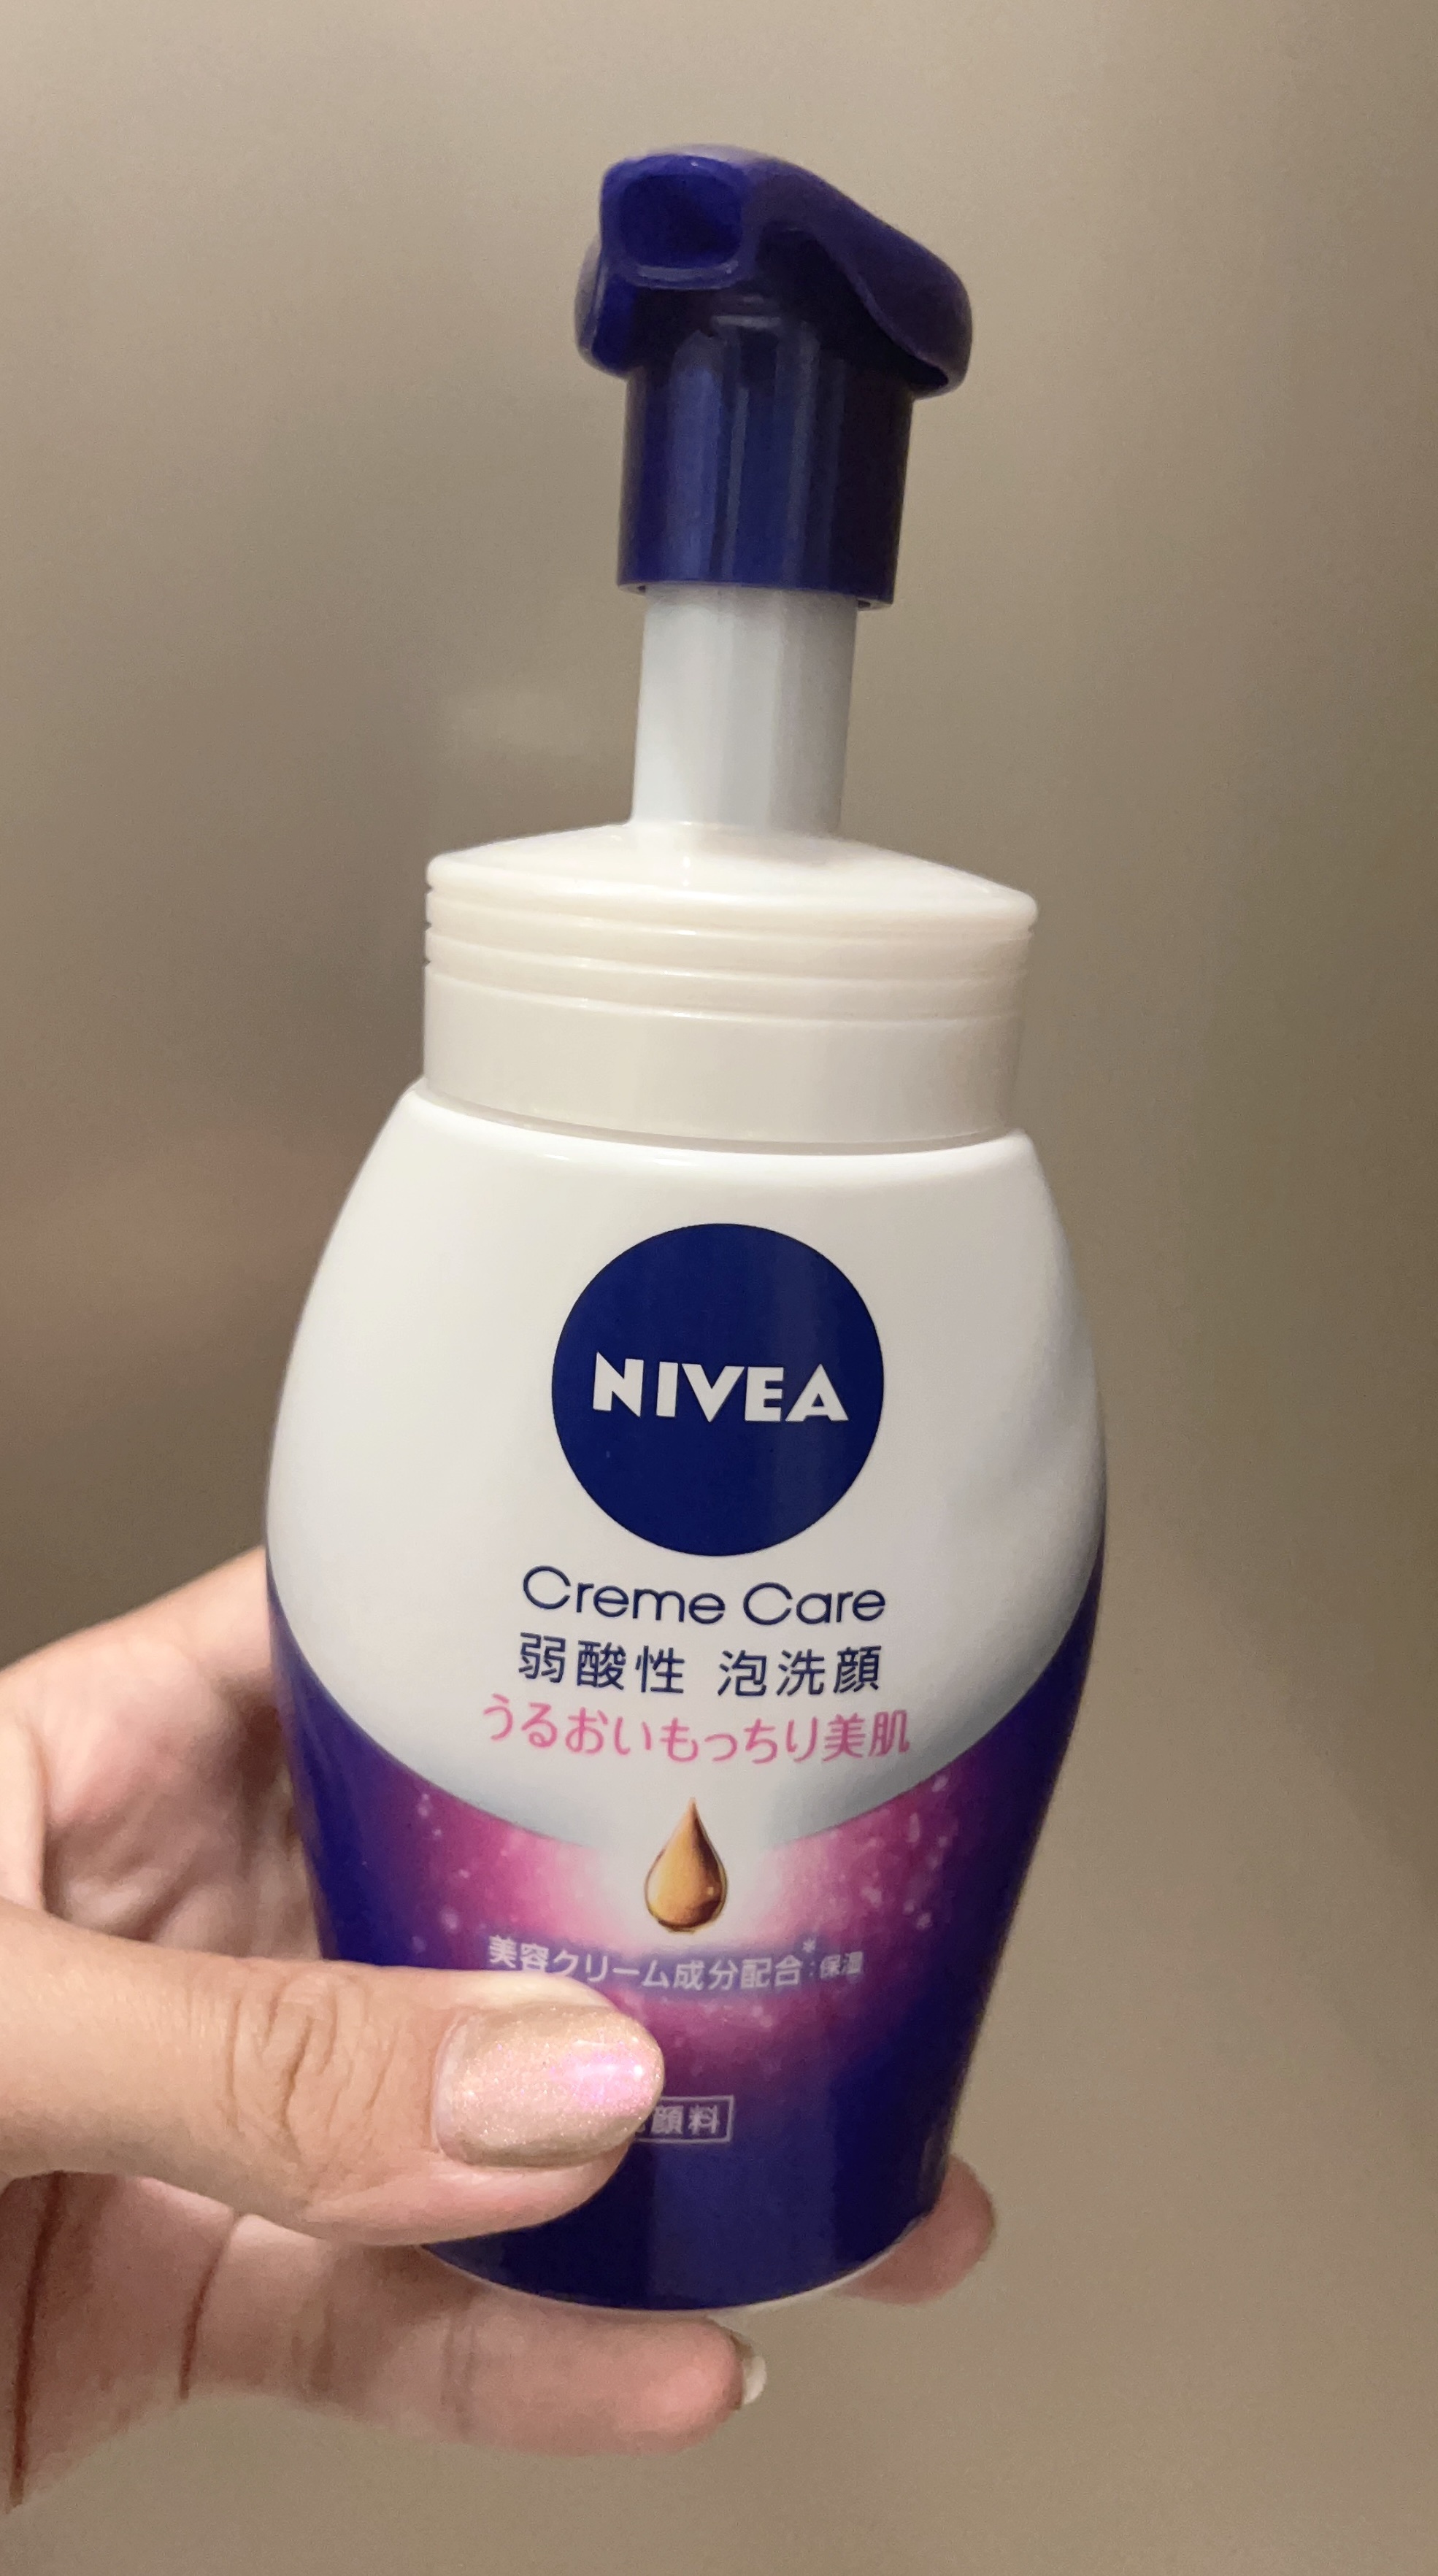 NIVEA
Creme Care
弱酸性 泡洗顔
うるおいもっちり美肌
美容クリーム成分配合*:保湿
顔料